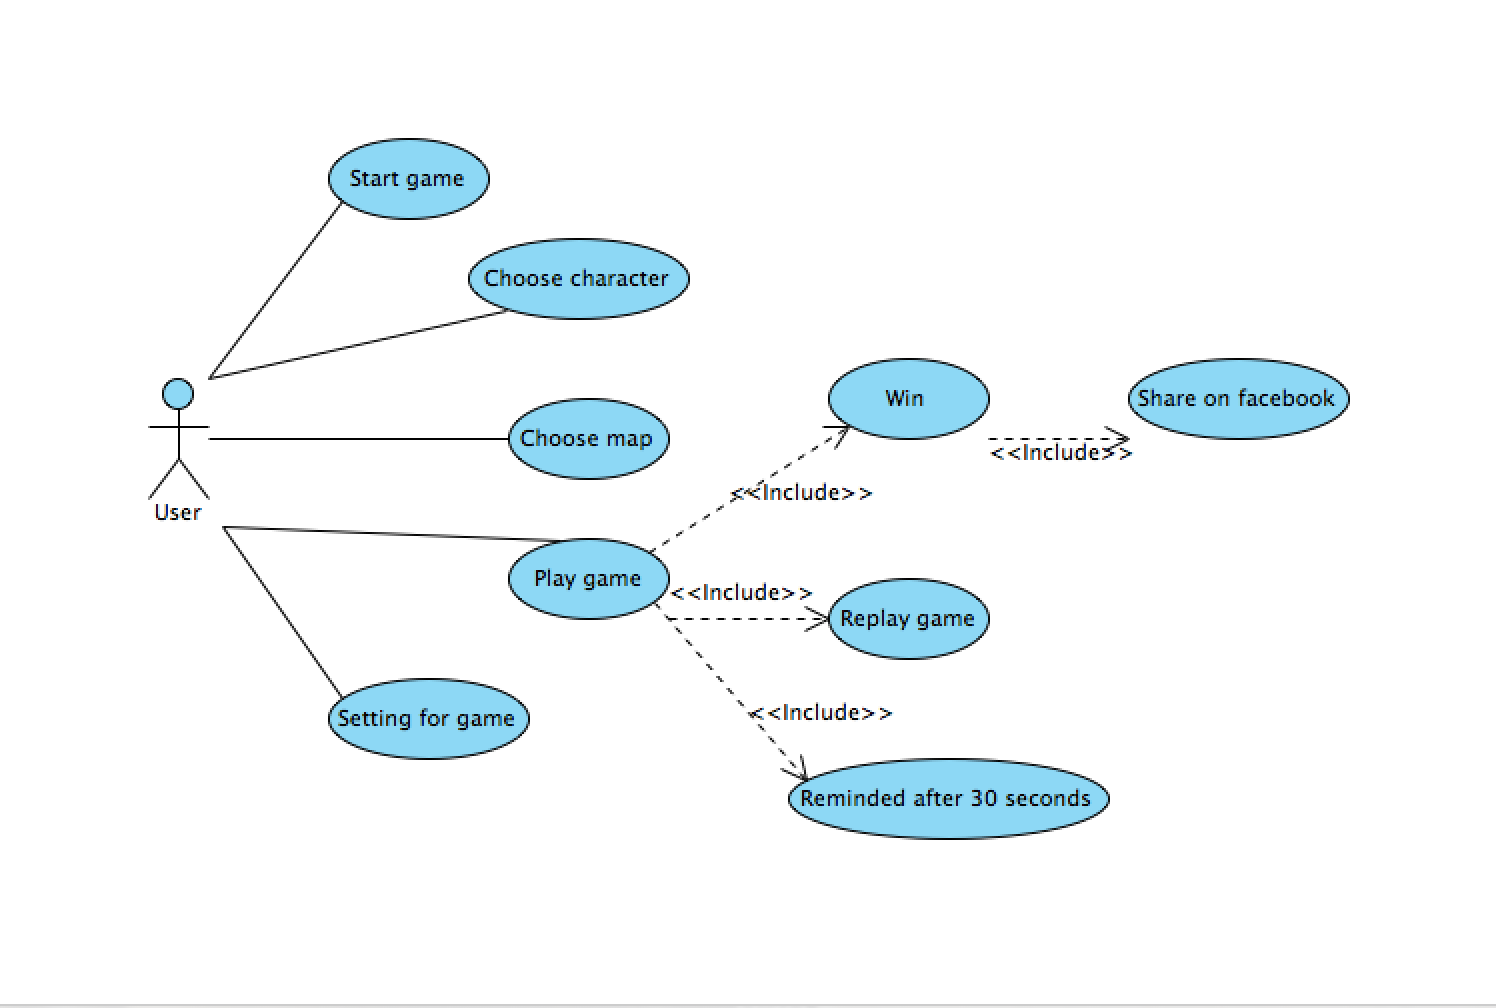 Start game
Choose character
Win
Share on facebook
Choose map
<<Include>>
<<Include>>
User
Play game
<<Include>>
Replay game
Setting for game
<<Include>>
Reminded after 30 seconds